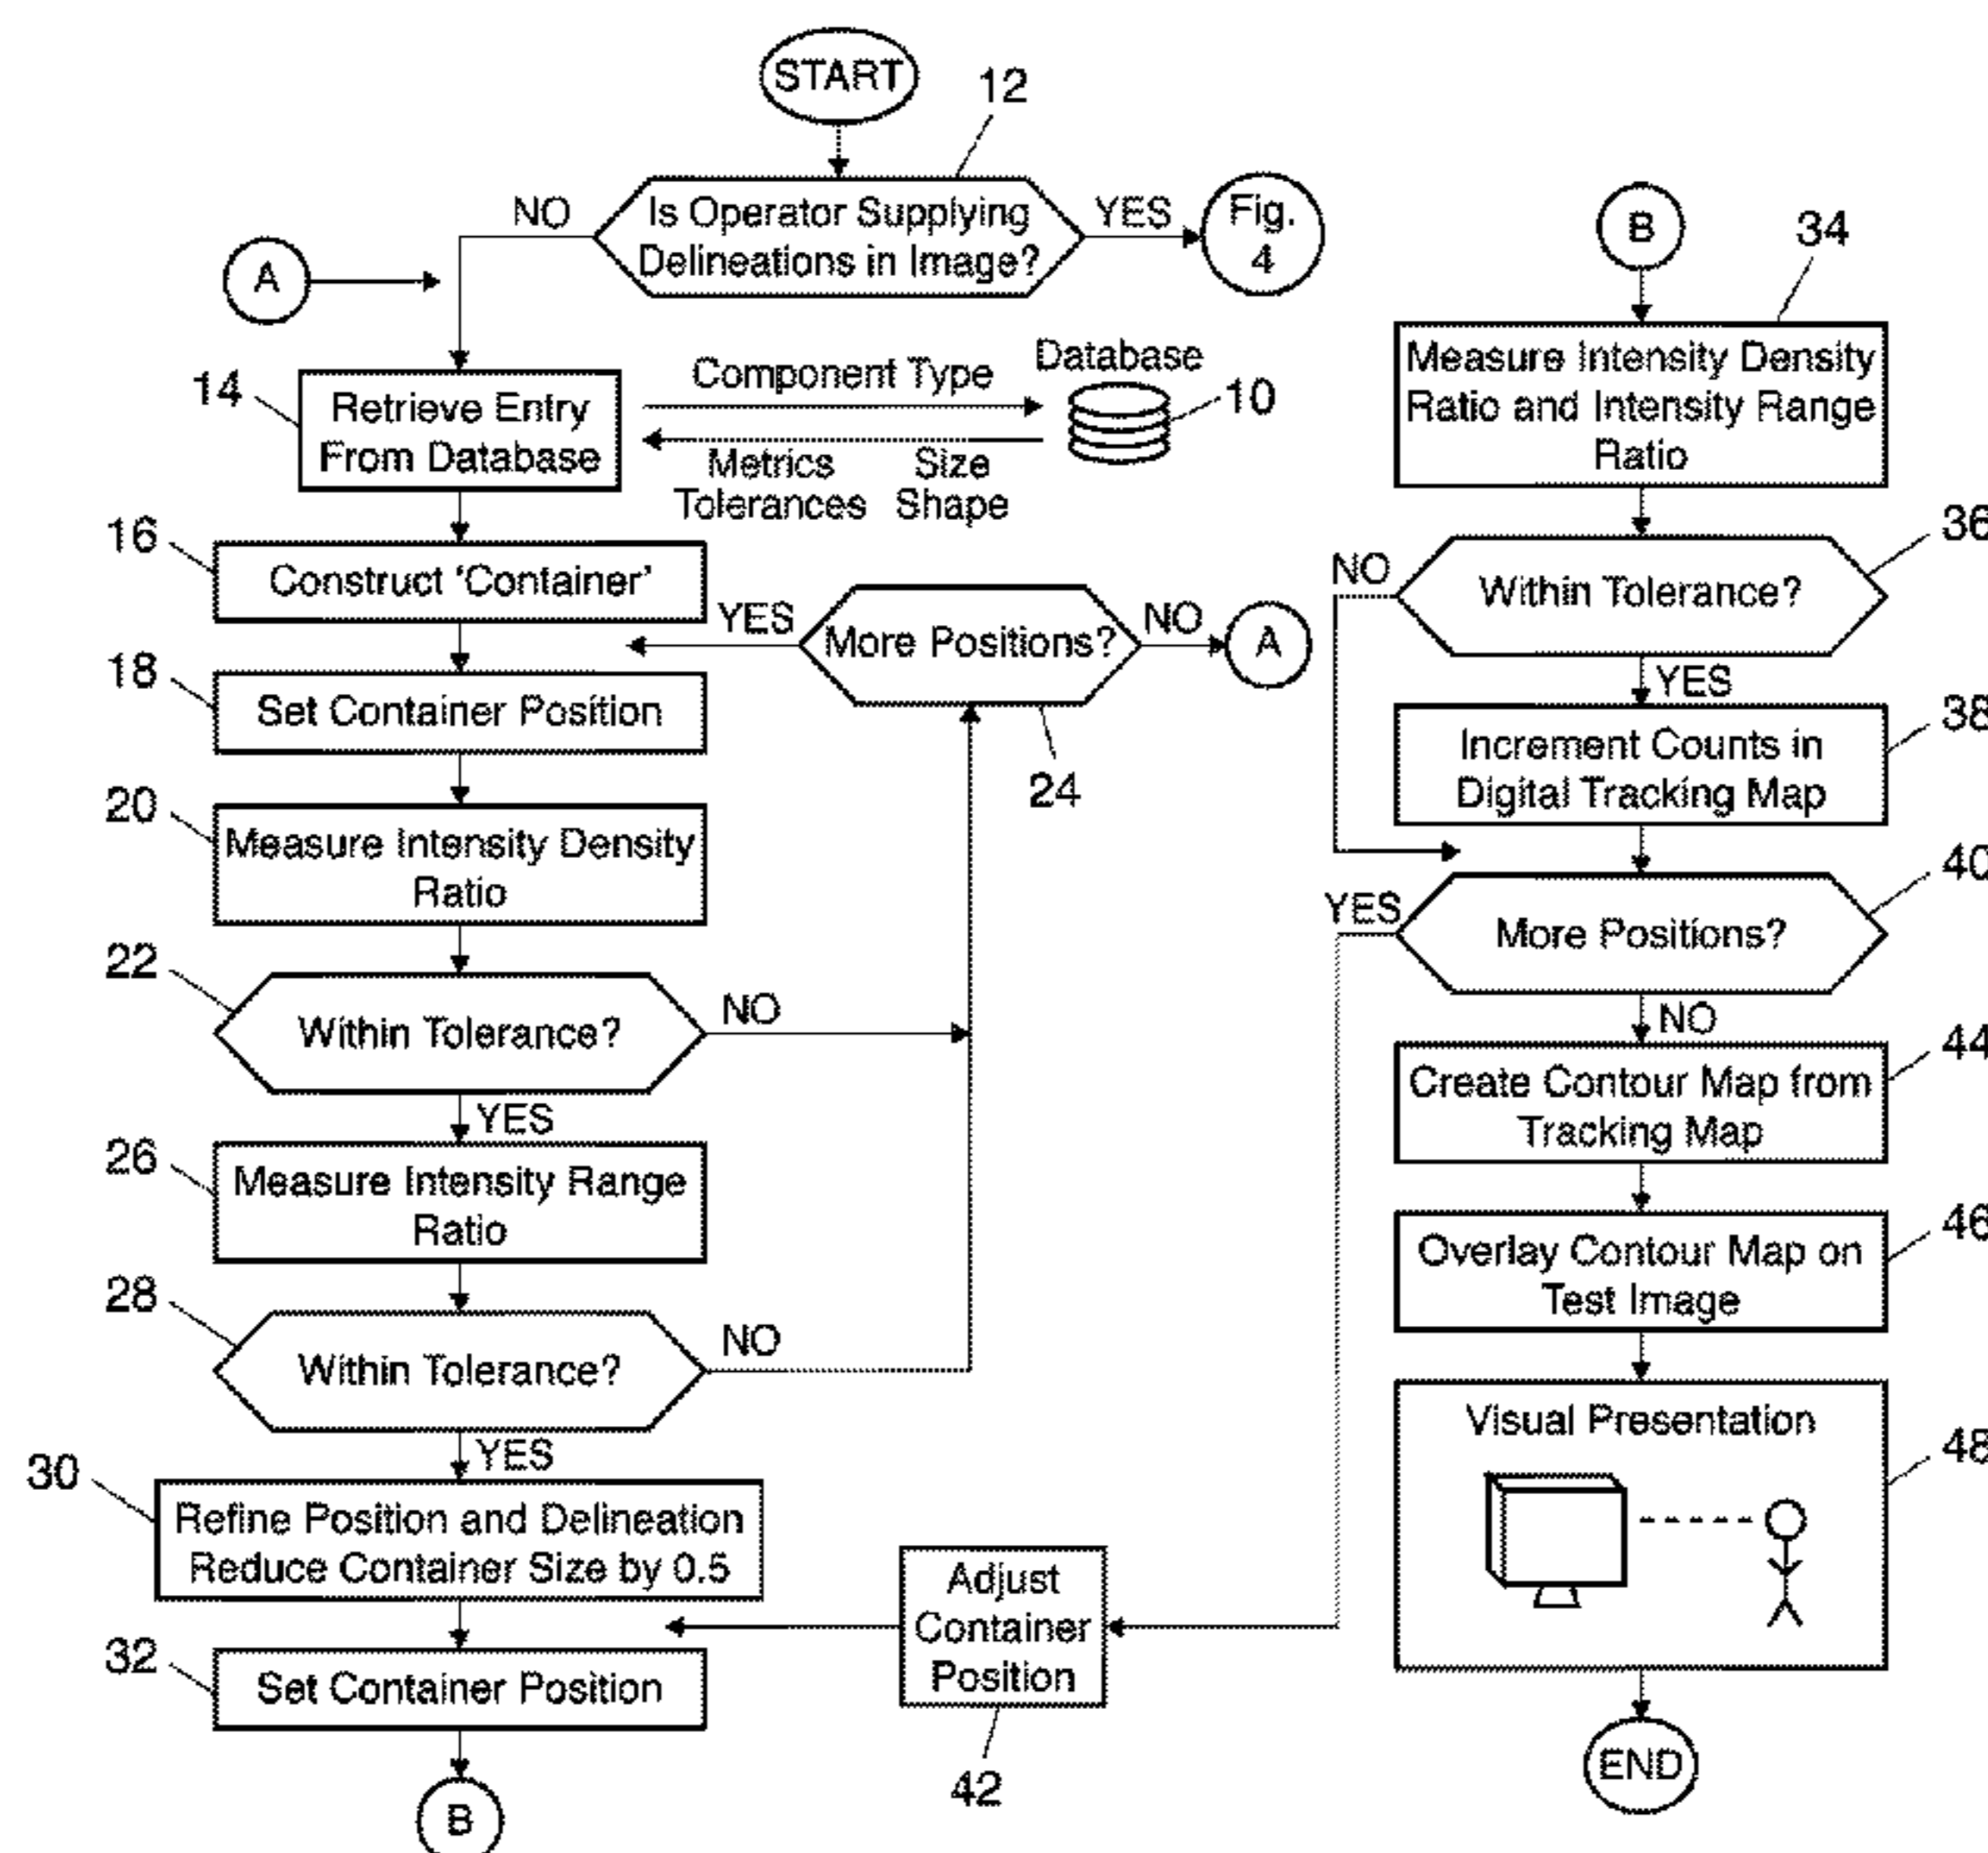 START
12
NO
Is Operator Supplying
Delineations in Image?
YES
Fig.
4
A
14
Retrieve Entry
From Database
Component Type
Database
10
Metrics
Tolerances
Size
Shape
16
Construct 'Container'
YES
More Positions?
NO
A
24
18
Set Container Position
20
Measure Intensity Density
Ratio
22
Within Tolerance?
NO
YES
26
Measure Intensity Range
Ratio
28
Within Tolerance?
NO
YES
30
Refine Position and Delineation
Reduce Container Size by 0.5
32
Set Container Position
B
Adjust
Container
Position
42
B
34
Measure Intensity Density
Ratio and Intensity Range
Ratio
36
Within Tolerance?
NO
YES
38
Increment Counts in
Digital Tracking Map
40
YES
More Positions?
NO
44
Create Contour Map from
Tracking Map
46
Overlay Contour Map on
Test Image
Visual Presentation
48
END